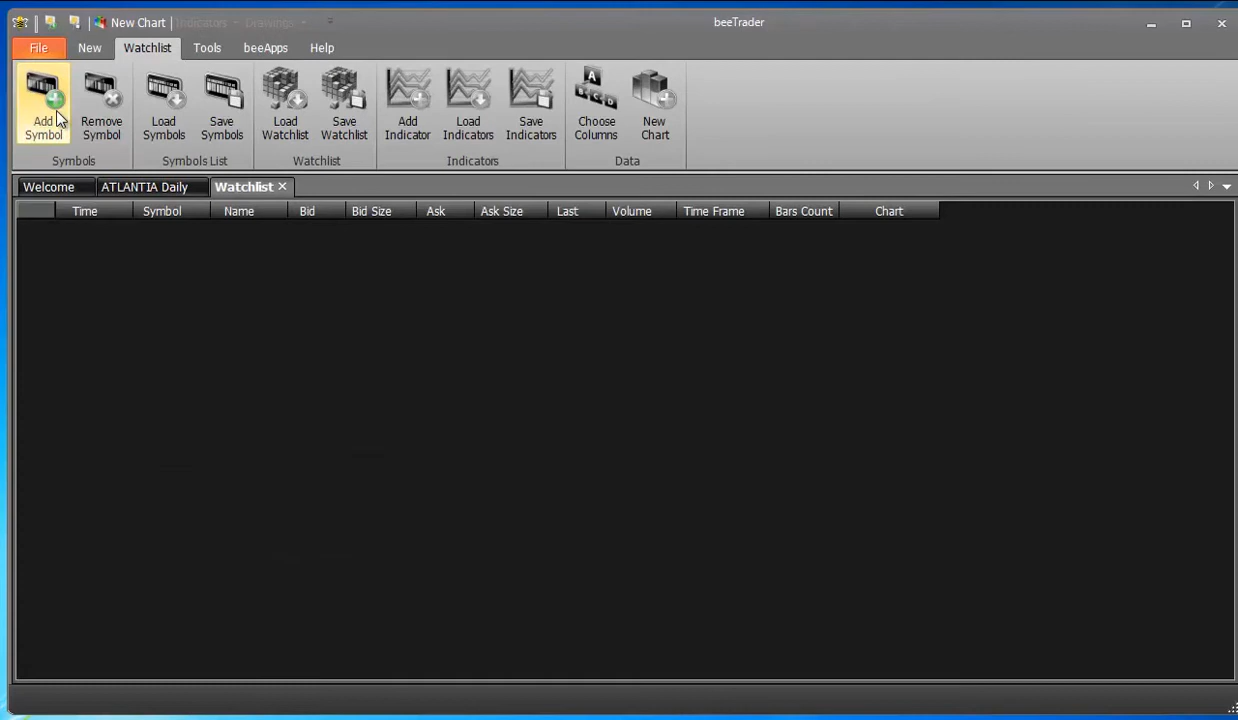 New Chart Indicators Drawings beeTrader
File New Watchlist Tools beeApps Help
Add Symbol Remove Symbol Load Symbols Save Symbols Load Watchlist Save Watchlist Add Indicator Load Indicators Save Indicators Choose Columns New Chart
Symbols Symbols List Watchlist Indicators Data
Welcome ATLANTIA Daily Watchlist
Time Symbol Name Bid Bid Size Ask Ask Size Last Volume Time Frame Bars Count Chart